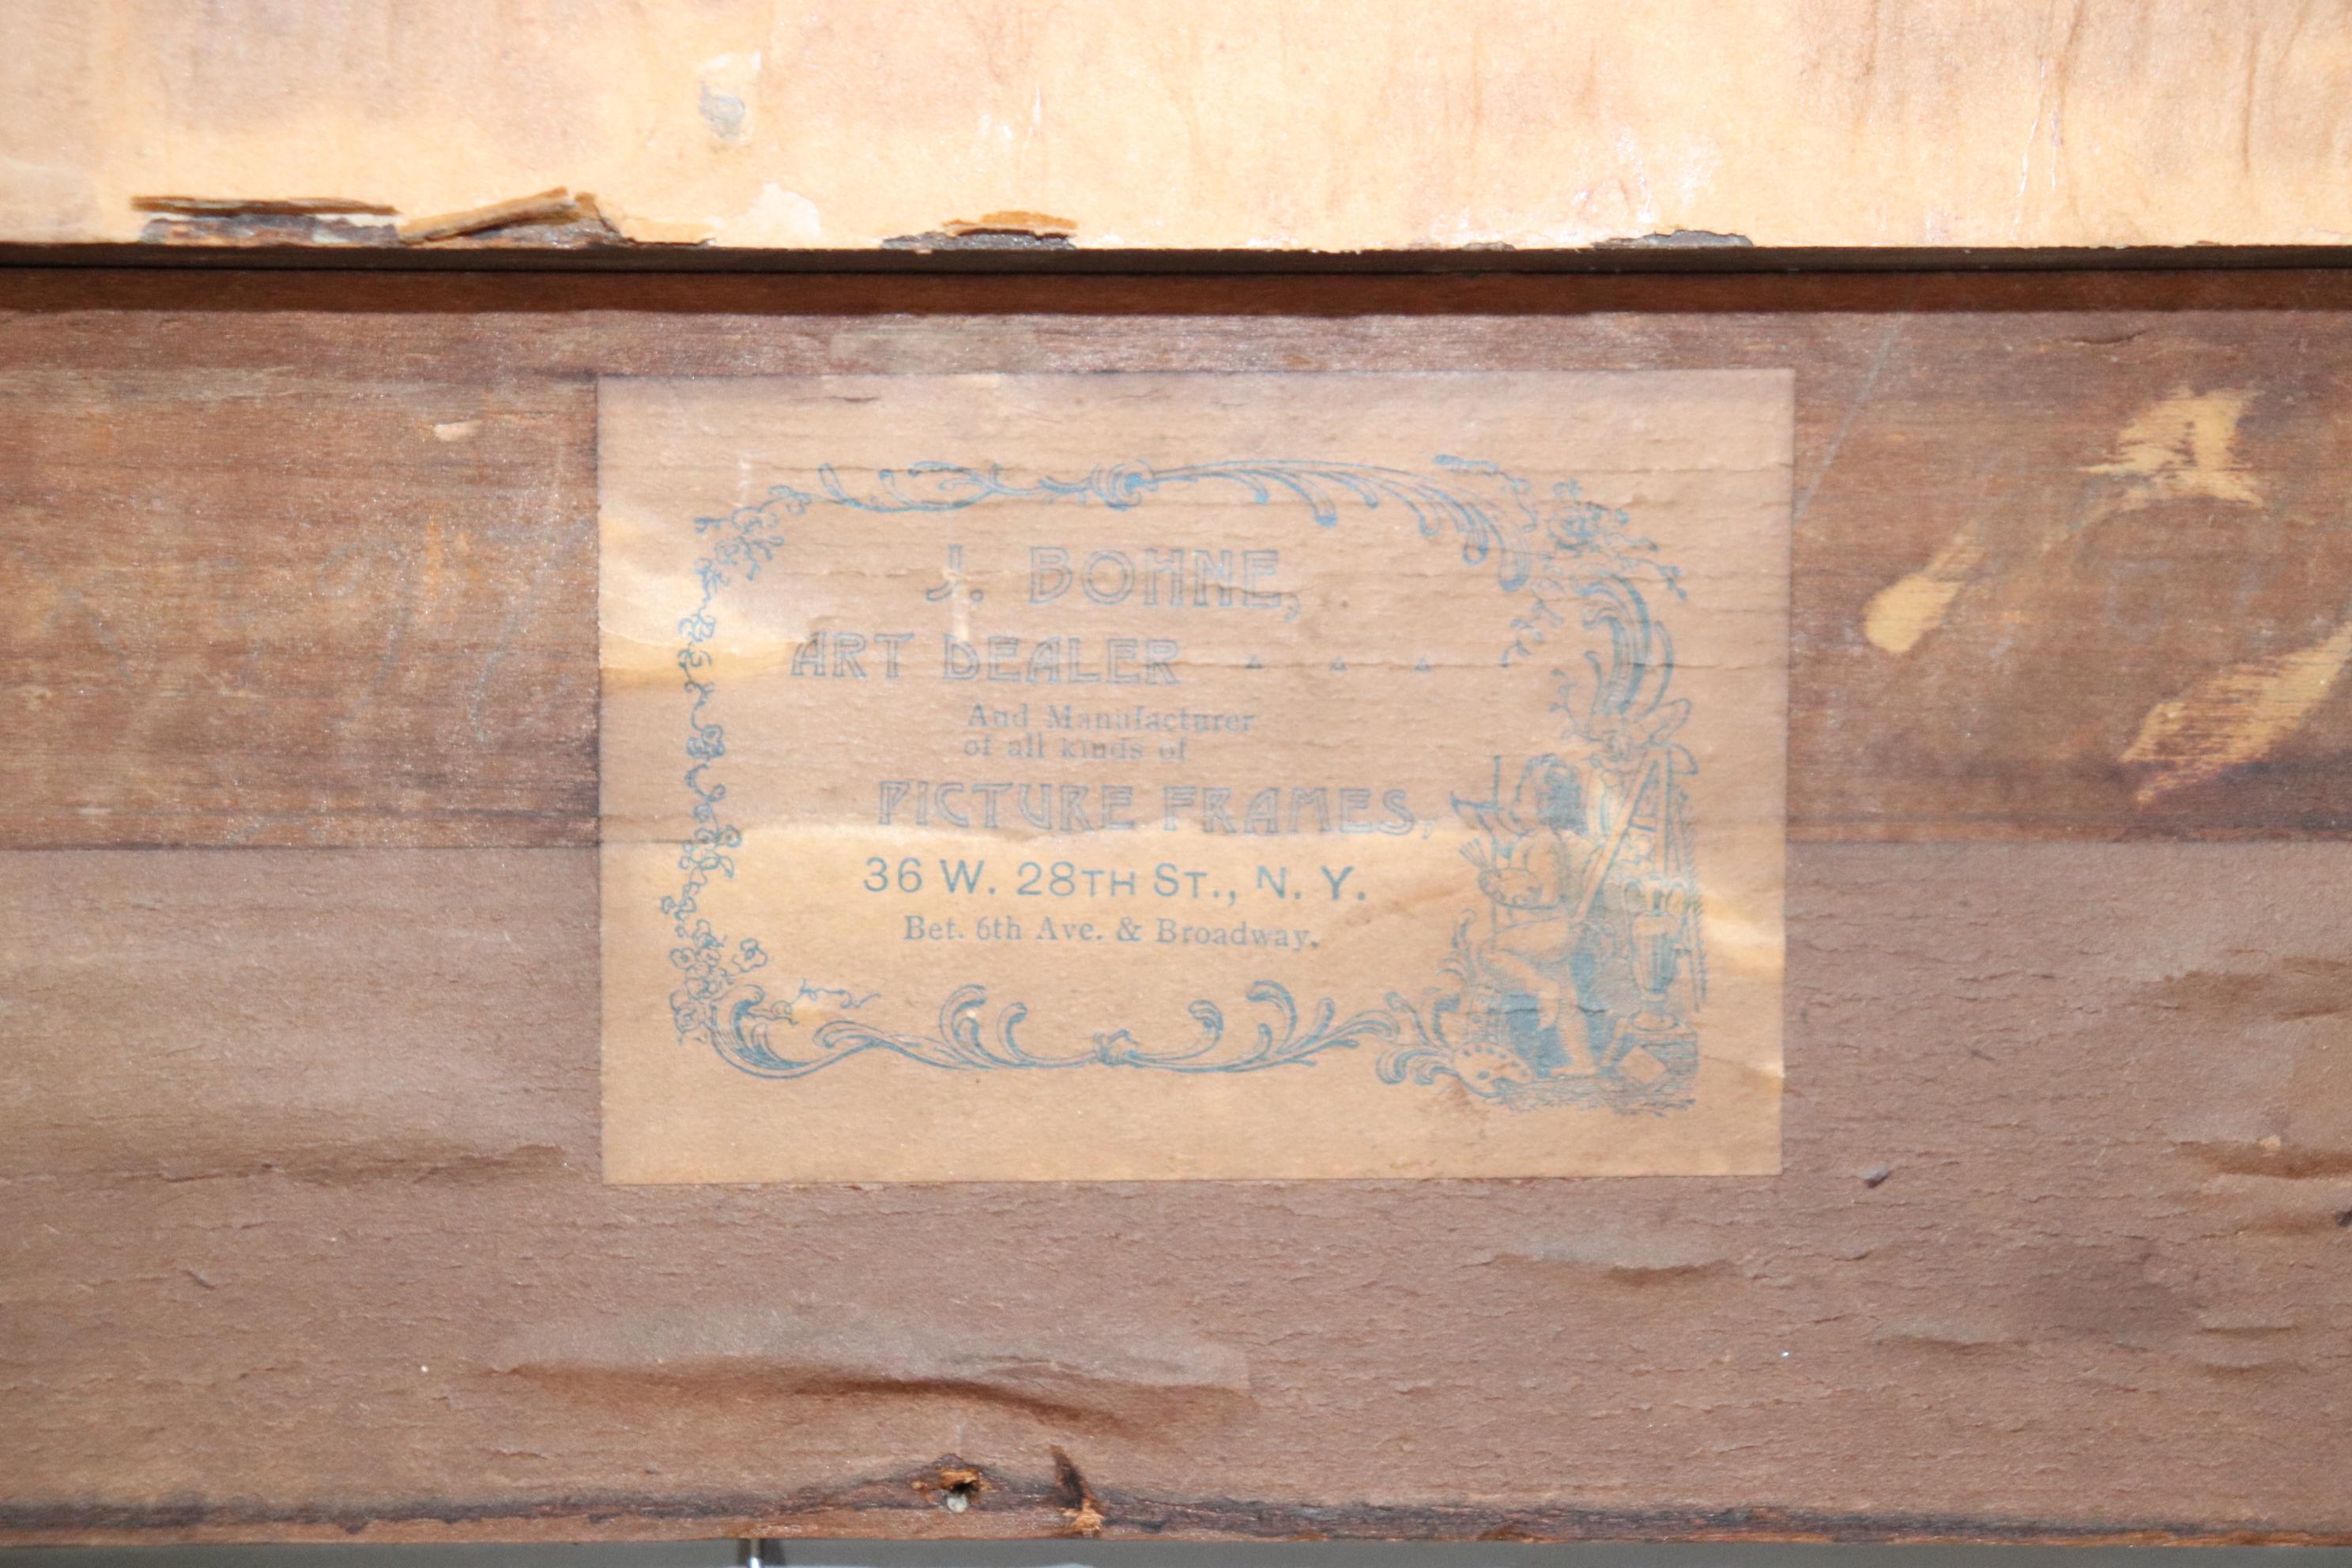 J. BOHNE,
ART DEALER
And Manufacturer
of all kinds of
PICTURE FRAMES,
36 W. 28TH ST., N. Y.
Bet. 6th Ave. & Broadway.